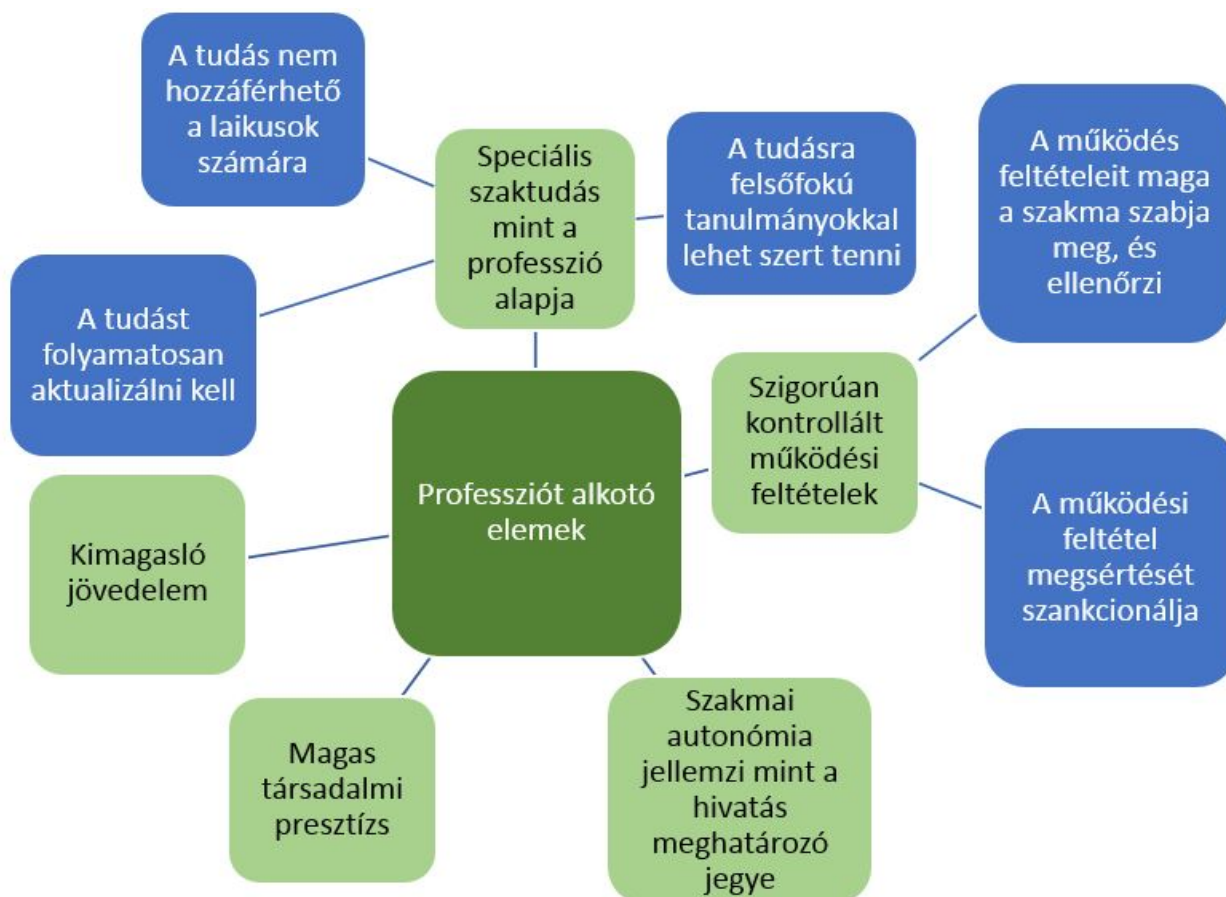 A tudás nem
hozzáférhető
a laikusok
számára
Speciális
szaktudás
mint a
professzió
alapja
A tudásra
felsőfokú
tanulmányokkal
lehet szert tenni
A működés
feltételeit maga
a szakma szabja
meg, és
ellenőrzi
A tudást
folyamatosan
aktualizálni kell
Szigorúan
kontrollált
működési
feltételek
Professziót alkotó
elemek
A működési
feltétel
megsértését
szankcionálja
Kimagasló
jövedelem
Magas
társadalmi
presztízs
Szakmai
autonómia
jellemzi mint a
hivatás
meghatározó
jegye